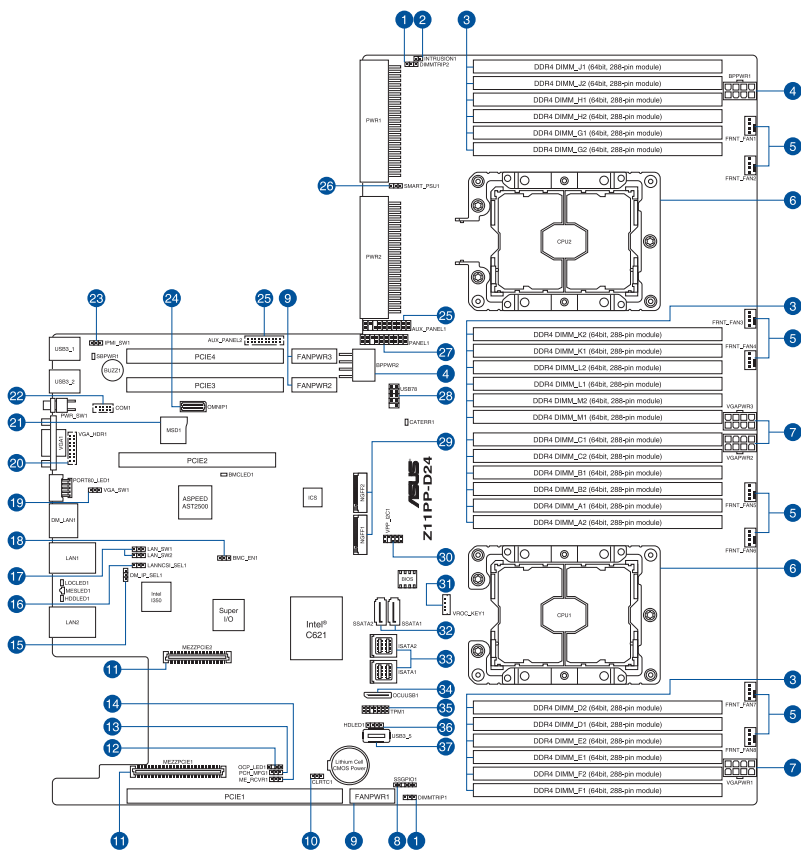 1
2
3
INTRUSION1
DIMMTRIP2
DDR4 DIMM_J1 (64bit, 288-pin module)
BPPWR1
DDR4 DIMM_J2 (64bit, 288-pin module)
4
DDR4 DIMM_H1 (64bit, 288-pin module)
PWR1
DDR4 DIMM_H2 (64bit, 288-pin module)
DDR4 DIMM_G1 (64bit, 288-pin module)
FRNT_FAN1
5
DDR4 DIMM_G2 (64bit, 288-pin module)
FRNT_FAN2
26
SMART_PSU1
6
CPU2
PWR2
23
24
9
25
3
FRNT_FAN3
IPMI_SW1
AUX_PANEL2
25
AUX_PANEL1
DDR4 DIMM_K2 (64bit, 288-pin module)
USB3_1
SBPWR1
PCIE4
FANPWR3
PANEL1
27
DDR4 DIMM_K1 (64bit, 288-pin module)
FRNT_FAN4
5
BUZZ1
BPPWR2
4
DDR4 DIMM_L2 (64bit, 288-pin module)
USB3_2
PCIE3
FANPWR2
USB78
DDR4 DIMM_L1 (64bit, 288-pin module)
22
COM1
OMNIP1
28
DDR4 DIMM_M2 (64bit, 288-pin module)
VGAPWR3
PWR_SW1
21
MSD1
CATERR1
DDR4 DIMM_M1 (64bit, 288-pin module)
7
VGA1
VGA_HDR1
29
DDR4 DIMM_C1 (64bit, 288-pin module)
VGAPWR2
20
PCIE2
DDR4 DIMM_C2 (64bit, 288-pin module)
BMCLED1
DDR4 DIMM_B1 (64bit, 288-pin module)
PORT80_LED1
19
VGA_SW1
ASPEED
AST2500
ICS
NGFF2
NGFF1
ASUS
Z11PP-D24
DDR4 DIMM_B2 (64bit, 288-pin module)
FRNT_FAN5
5
DDR4 DIMM_A1 (64bit, 288-pin module)
DM_LAN1
VPP_I2C1
DDR4 DIMM_A2 (64bit, 288-pin module)
FRNT_FAN6
18
LAN_SW1
LAN_SW2
BMC_EN1
30
17
LAN1
LANNCSI_SEL1
DM_IP_SEL1
BIOS
31
6
16
LOCLED1
MESLED1
HDDLED1
Intel
I350
Super
I/O
Intel®
C621
VROC_KEY1
CPU1
LAN2
SSATA2
SSATA1
32
15
MEZZPCIE2
ISATA2
33
ISATA1
11
OCUUSB1
34
3
14
TPM1
35
FRNT_FAN7
13
HDLED1
36
DDR4 DIMM_D2 (64bit, 288-pin module)
5
12
USB3_5
37
DDR4 DIMM_D1 (64bit, 288-pin module)
DDR4 DIMM_E2 (64bit, 288-pin module)
FRNT_FAN8
MEZZPCIE1
OCP_LED1
PCH_MFG1
ME_RCVR1
Lithium Cell
CMOS Power
DDR4 DIMM_E1 (64bit, 288-pin module)
7
CLRTC1
SSGPIO1
DDR4 DIMM_F2 (64bit, 288-pin module)
VGAPWR1
PCIE1
FANPWR1
DIMMTRIP1
DDR4 DIMM_F1 (64bit, 288-pin module)
11
10
9
8
1